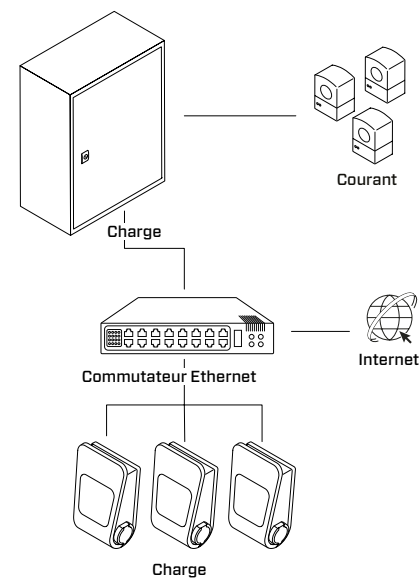 Courant
Charge
Internet
Commutateur Ethernet
Charge